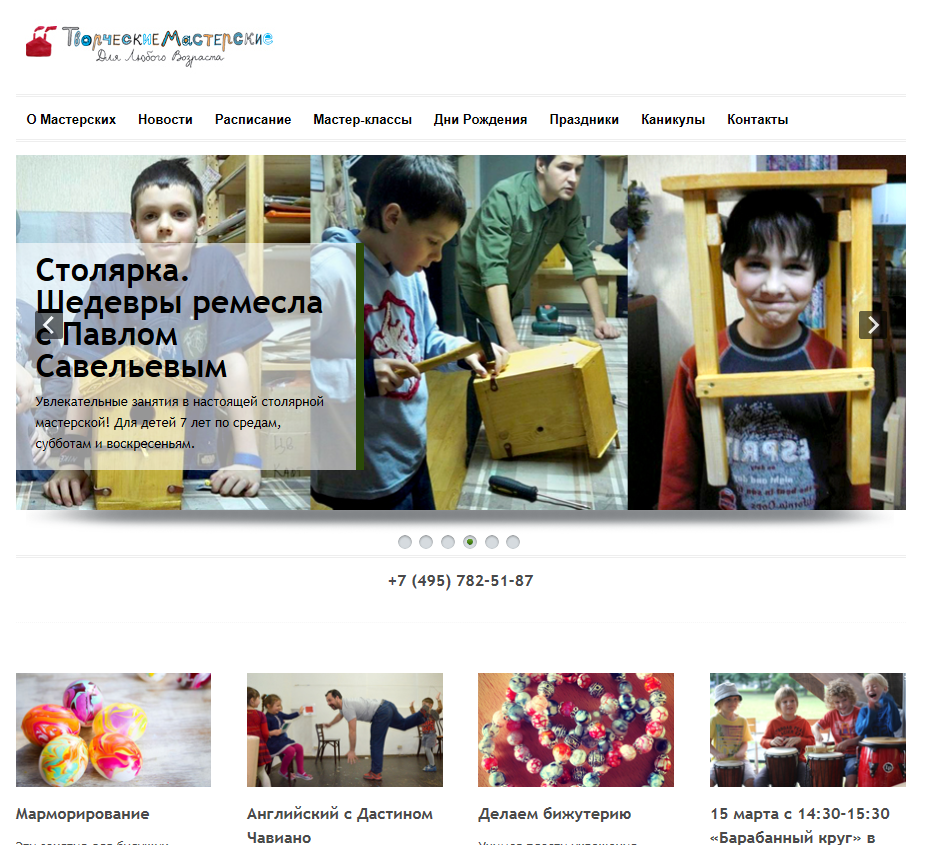 ТворческиеМастерские
Для Любого Возраста
О Мастерских Новости Расписание Мастер-классы Дни Рождения Праздники Каникулы Контакты
Столярка.
Шедевры ремесла
с Павлом
Савельевым
Увлекательные занятия в настоящей столярной
мастерской! Для детей 7 лет по средам,
субботам и воскресеньям.
+7 (495) 782-51-87
Марморирование
Английский с Дастином
Чавиано
Делаем бижутерию
15 марта с 14:30-15:30
«Барабанный круг» в